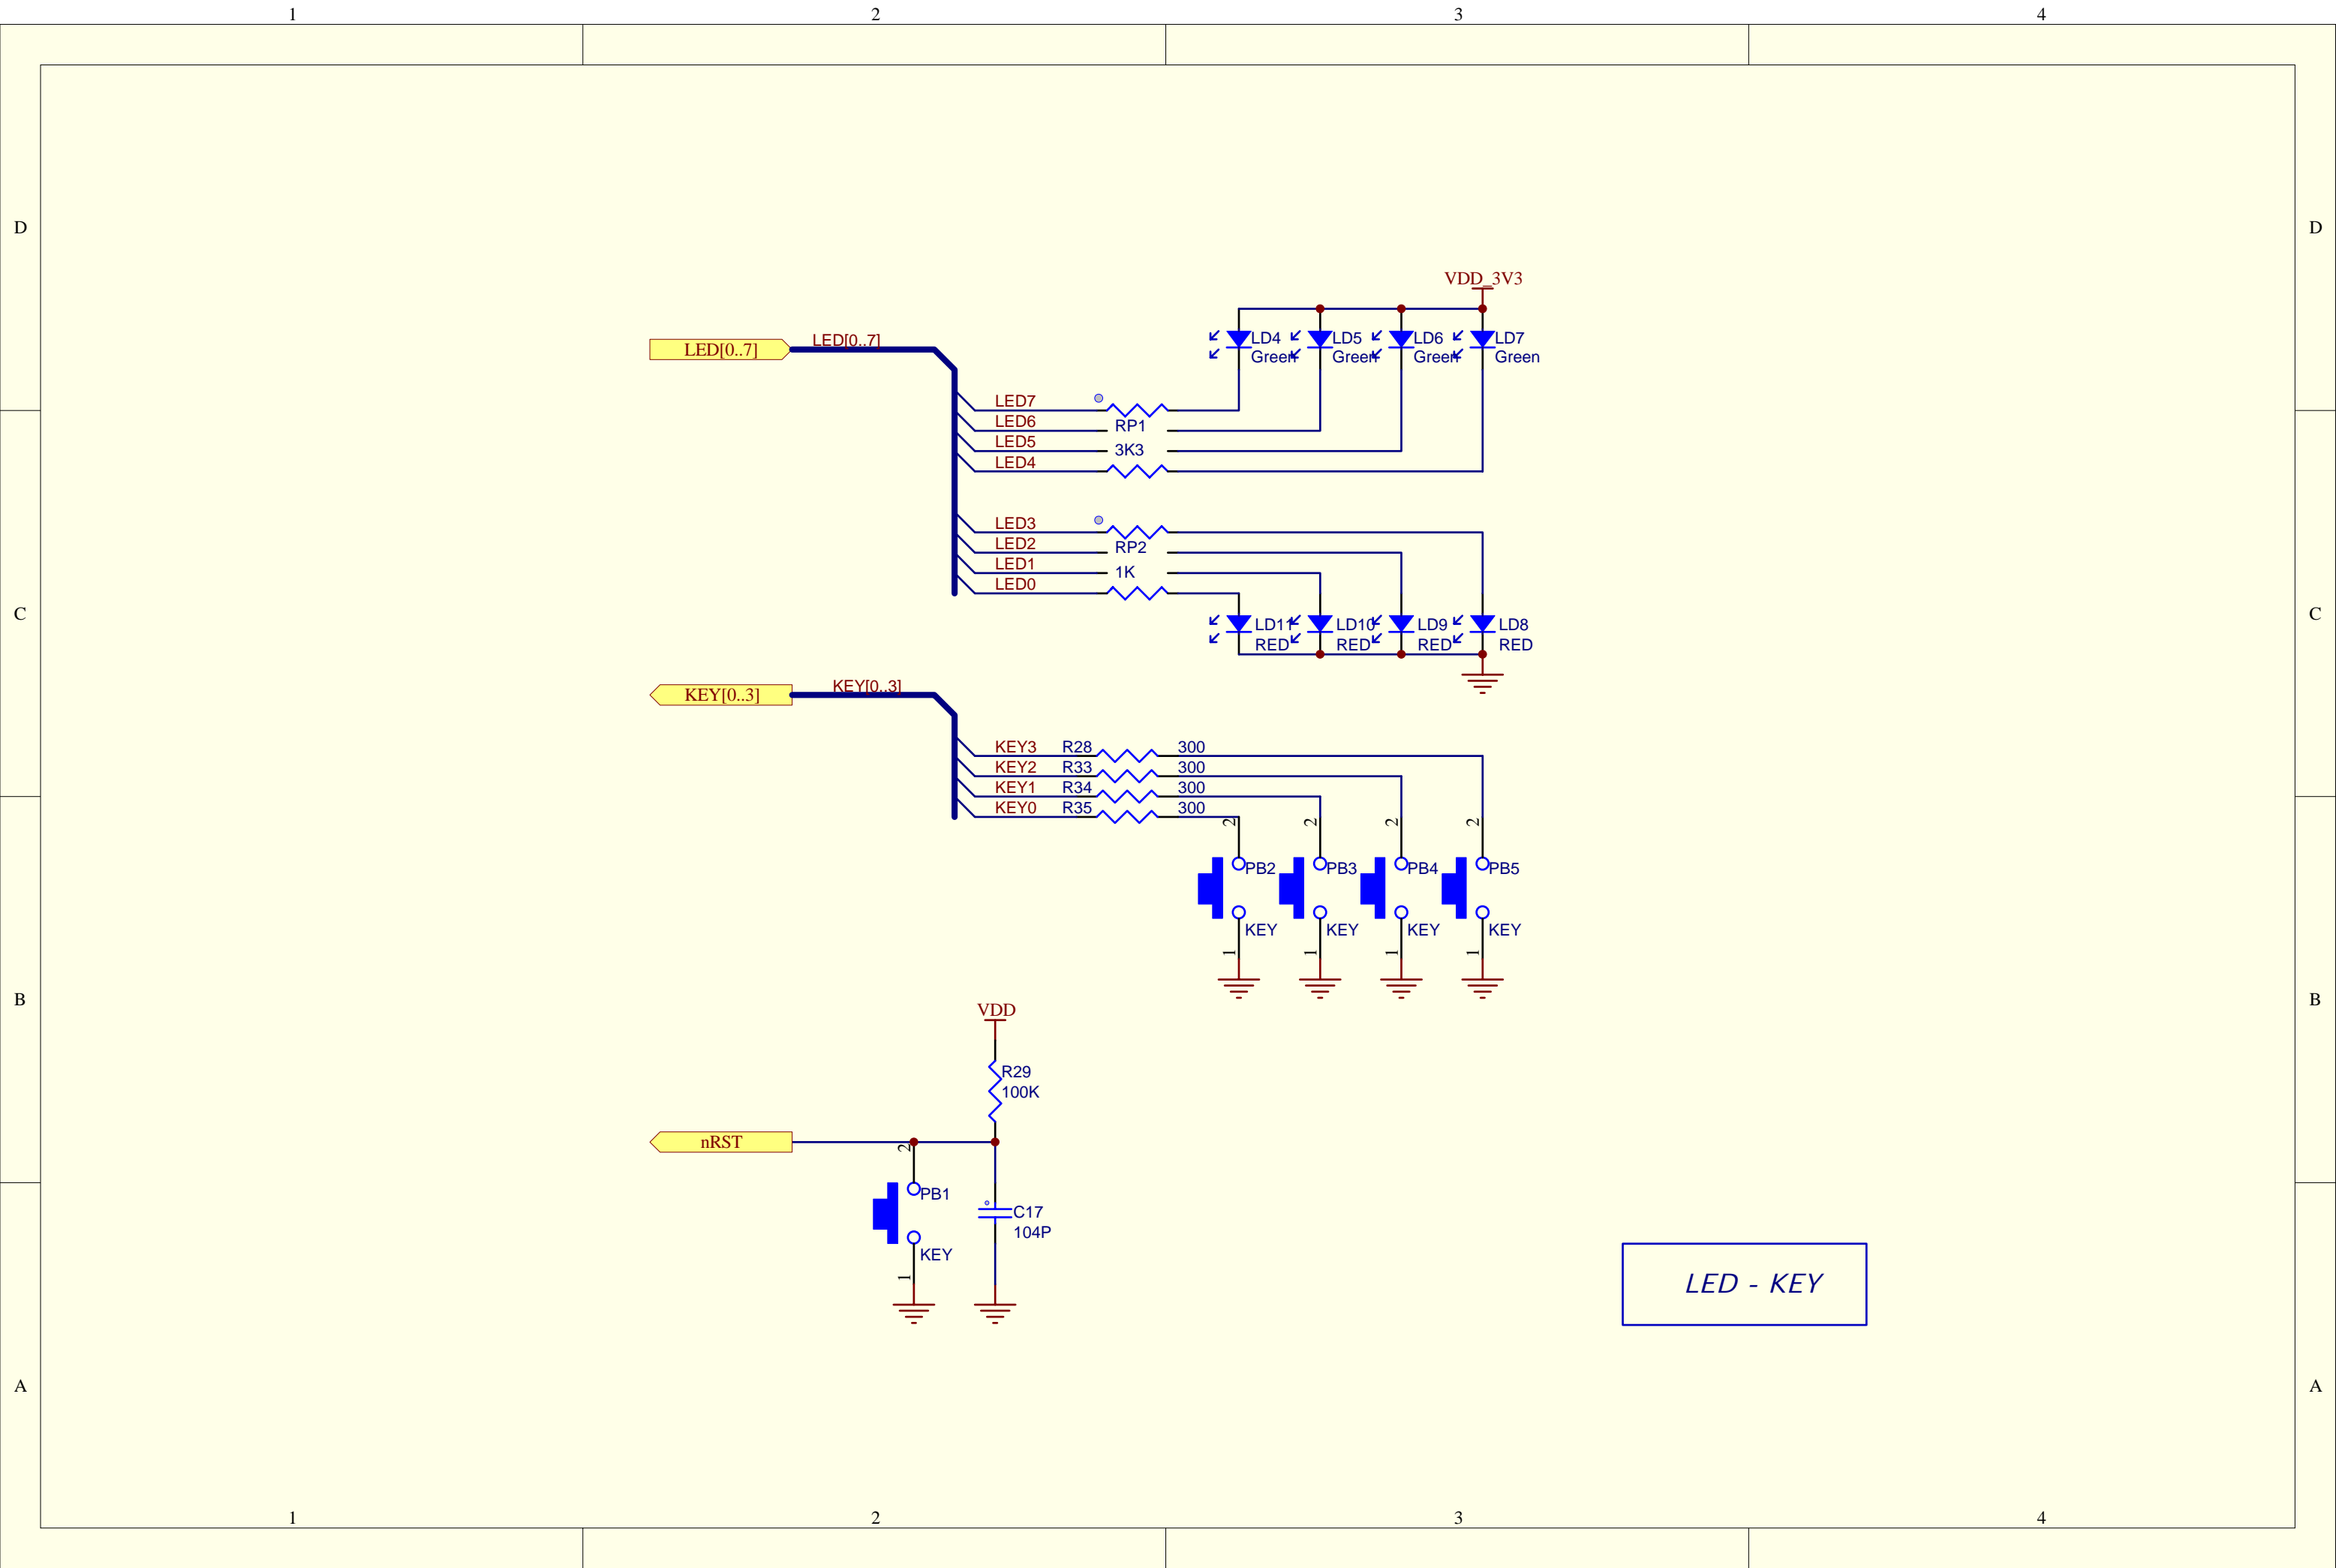 1 2 3 4
D D
VDD_3V3
LED[0..7] LED[0..7]
LD4 LD5 LD6 LD7
Green Green Green Green
LED7
LED6 RP1
LED5 3K3
LED4
LED3
LED2 RP2
LED1 1K
LED0
C C
LD11 LD10 LD9 LD8
RED RED RED RED
KEY[0..3] KEY[0..3]
KEY3 R28 300
KEY2 R33 300
KEY1 R34 300
KEY0 R35 300
2 2 2 2
PB2 PB3 PB4 PB5
KEY KEY KEY KEY
1 1 1 1
B B
VDD
R29
100K
nRST
2
PB1
C17
104P
KEY
1
LED - KEY
A A
1 2 3 4